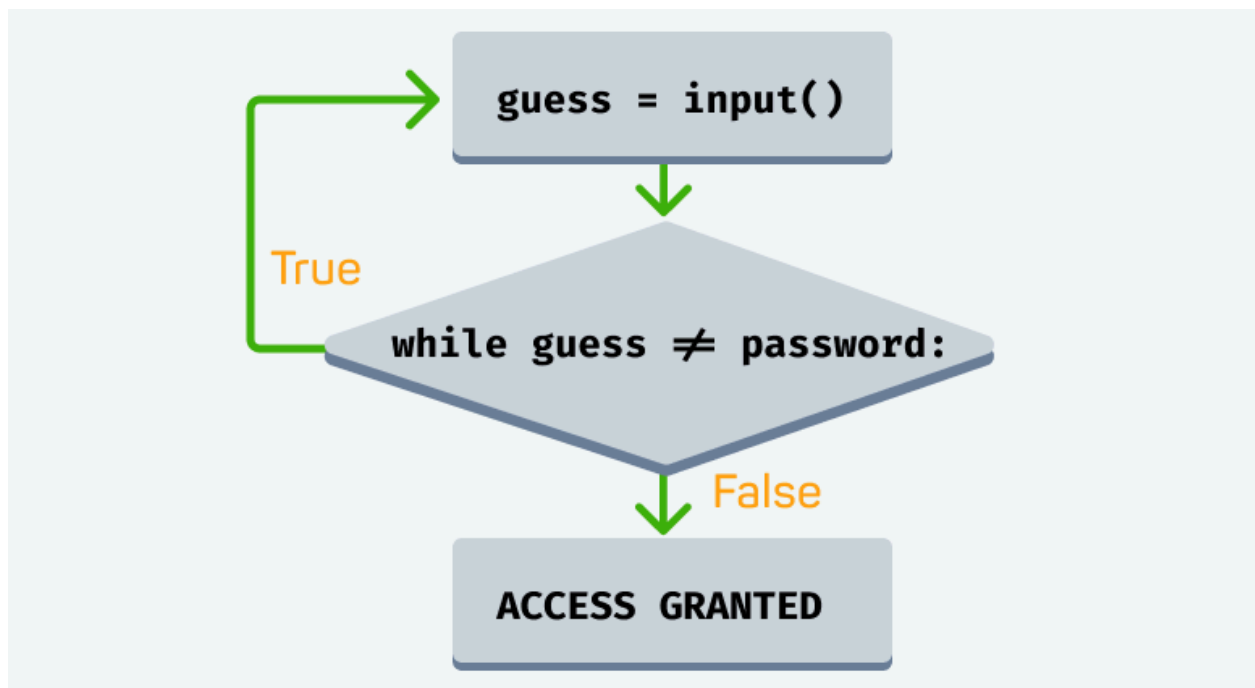 guess = input()
True
while guess ≠ password:
False
ACCESS GRANTED